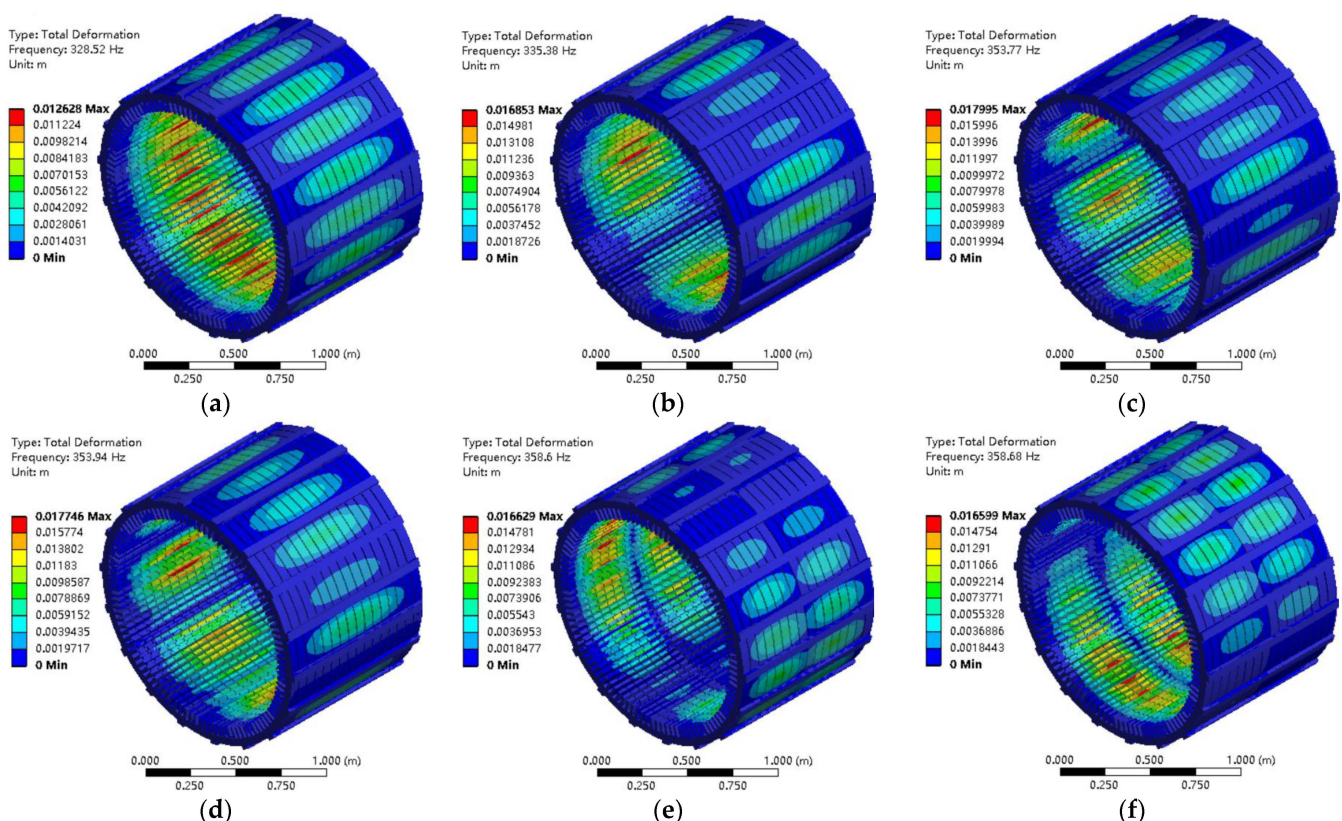 Type: Total Deformation
Frequency: 328.52 Hz
Unit: m
0.012628 Max
0.011224
0.0098214
0.0084183
0.0070153
0.0056122
0.0042092
0.0028061
0.0014031
0 Min
0.000 0.500 1.000 (m)
0.250 0.750
(a)
Type: Total Deformation
Frequency: 335.38 Hz
Unit: m
0.016853 Max
0.014981
0.013108
0.011236
0.009363
0.0074904
0.0056178
0.0037452
0.0018726
0 Min
0.000 0.500 1.000 (m)
0.250 0.750
(b)
Type: Total Deformation
Frequency: 353.77 Hz
Unit: m
0.017995 Max
0.015996
0.013996
0.011997
0.0099972
0.0079978
0.0059983
0.0039989
0.0019994
0 Min
0.000 0.500 1.000 (m)
0.250 0.750
(c)
Type: Total Deformation
Frequency: 353.94 Hz
Unit: m
0.017746 Max
0.015774
0.013802
0.01183
0.0098587
0.0078869
0.0059152
0.0039435
0.0019717
0 Min
0.000 0.500 1.000 (m)
0.250 0.750
(d)
Type: Total Deformation
Frequency: 358.6 Hz
Unit: m
0.016629 Max
0.014781
0.012934
0.011086
0.0092383
0.0073906
0.00543
0.0036953
0.0018477
0 Min
0.000 0.500 1.000 (m)
0.250 0.750
(e)
Type: Total Deformation
Frequency: 358.68 Hz
Unit: m
0.016599 Max
0.014754
0.01291
0.011066
0.0092214
0.0073771
0.0055328
0.0036886
0.0018443
0 Min
0.000 0.500 1.000 (m)
0.250 0.750
(f)